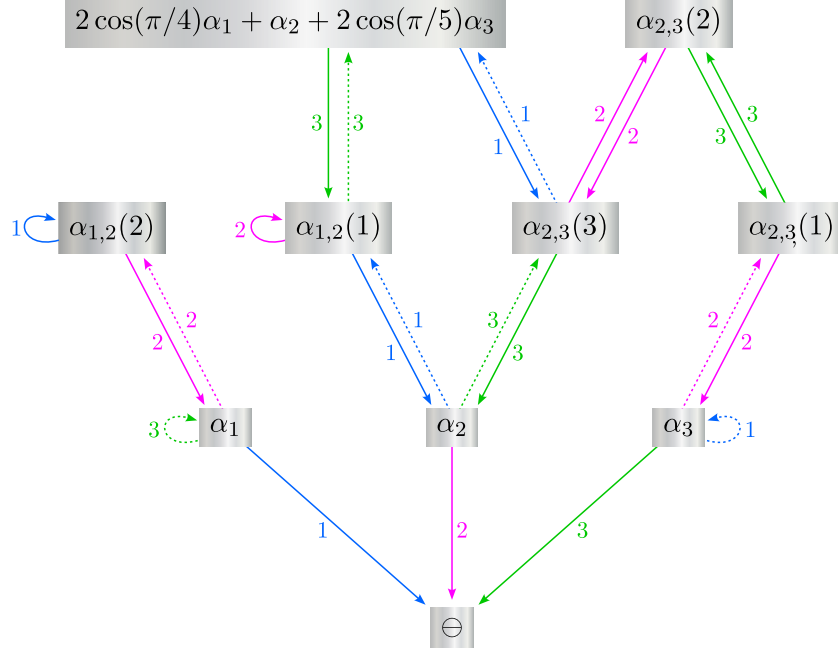 2 cos(π/4)α₁ + α₂ + 2 cos(π/5)α₃ α₂,₃(2)
3 3 1 1 2 2 3 3
1 α₁,₂(2) 2 α₁,₂(1) α₂,₃(3) α₂,₃(1)
2 2 1 1 3 3 2 2
3 α₁ α₂ α₃ 1
1 2 3
⊖